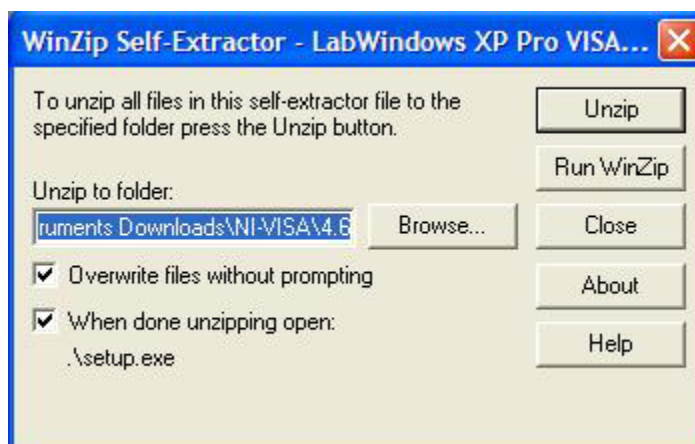 WinZip Self-Extractor - LabWindows XP Pro VISA...
To unzip all files in this self-extractor file to the
specified folder press the Unzip button.
Unzip to folder:
ruments Downloads\NI-VISA\4.6
Browse...
Overwrite files without prompting
When done unzipping open:
.\setup.exe
Unzip
Run WinZip
Close
About
Help